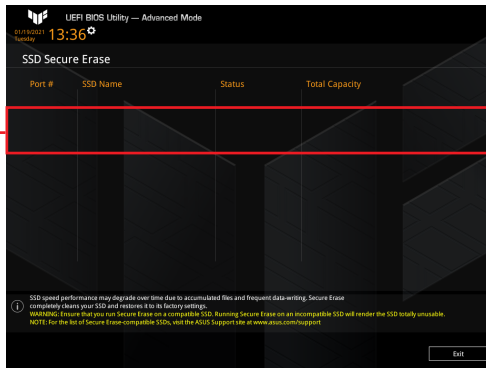 UEFI BIOS Utility — Advanced Mode
01/19/2021
Tuesday
13:36
SSD Secure Erase
Port # SSD Name Status Total Capacity
SSD speed performance may degrade over time due to accumulated files and frequent data-writing. Secure Erase
completely cleans your SSD and restores it to its factory settings.
WARNING: Ensure that you run Secure Erase on a compatible SSD. Running Secure Erase on an incompatible SSD will render the SSD totally unusable.
NOTE: For the list of Secure Erase-compatible SSDs, visit the ASUS Support site at www.asus.com/support
Exit